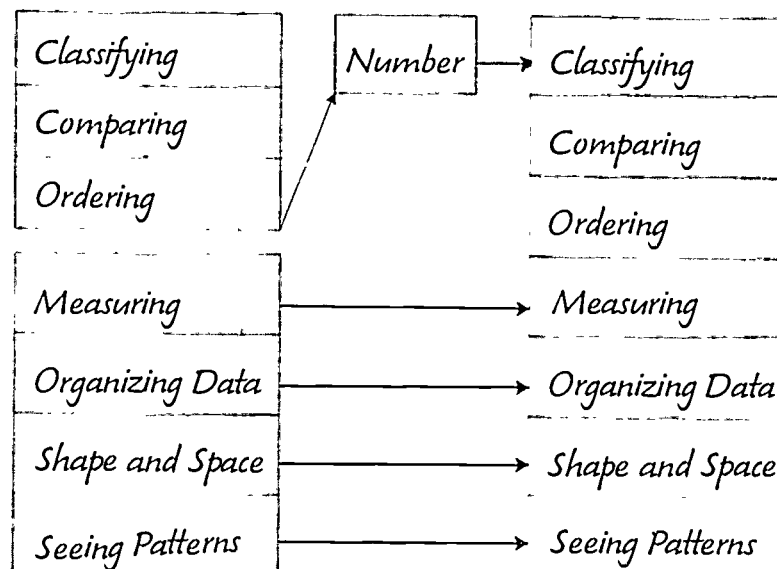 Classifying
Comparing
Ordering
Measuring
Organizing Data
Shape and Space
Seeing Patterns
Number
Classifying
Comparing
Ordering
Measuring
Organizing Data
Shape and Space
Seeing Patterns